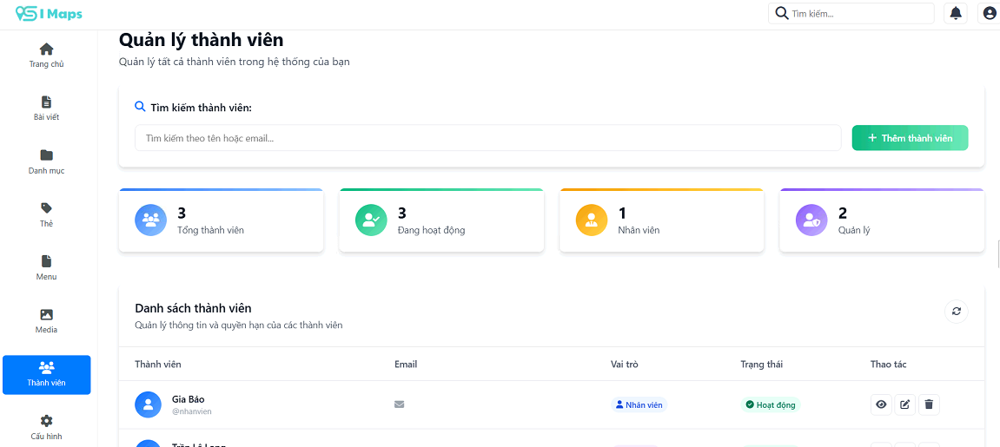 SI Maps
Tìm kiếm...
Quản lý thành viên
Quản lý tất cả thành viên trong hệ thống của bạn
Trang chủ
Bài viết
Danh mục
Thẻ
Menu
Media
Thành viên
Cấu hình
Tìm kiếm thành viên:
Tìm kiếm theo tên hoặc email...
Thêm thành viên
3
Tổng thành viên
3
Đang hoạt động
1
Nhân viên
2
Quản lý
Danh sách thành viên
Quản lý thông tin và quyền hạn của các thành viên
Thành viên Email Vai trò Trạng thái Thao tác
Gia Bảo
@nhanvien
Nhân viên
Hoạt động